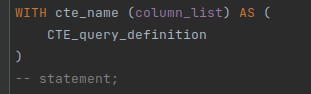 WITH cte_name (column_list) AS (
    CTE_query_definition
)
-- statement;